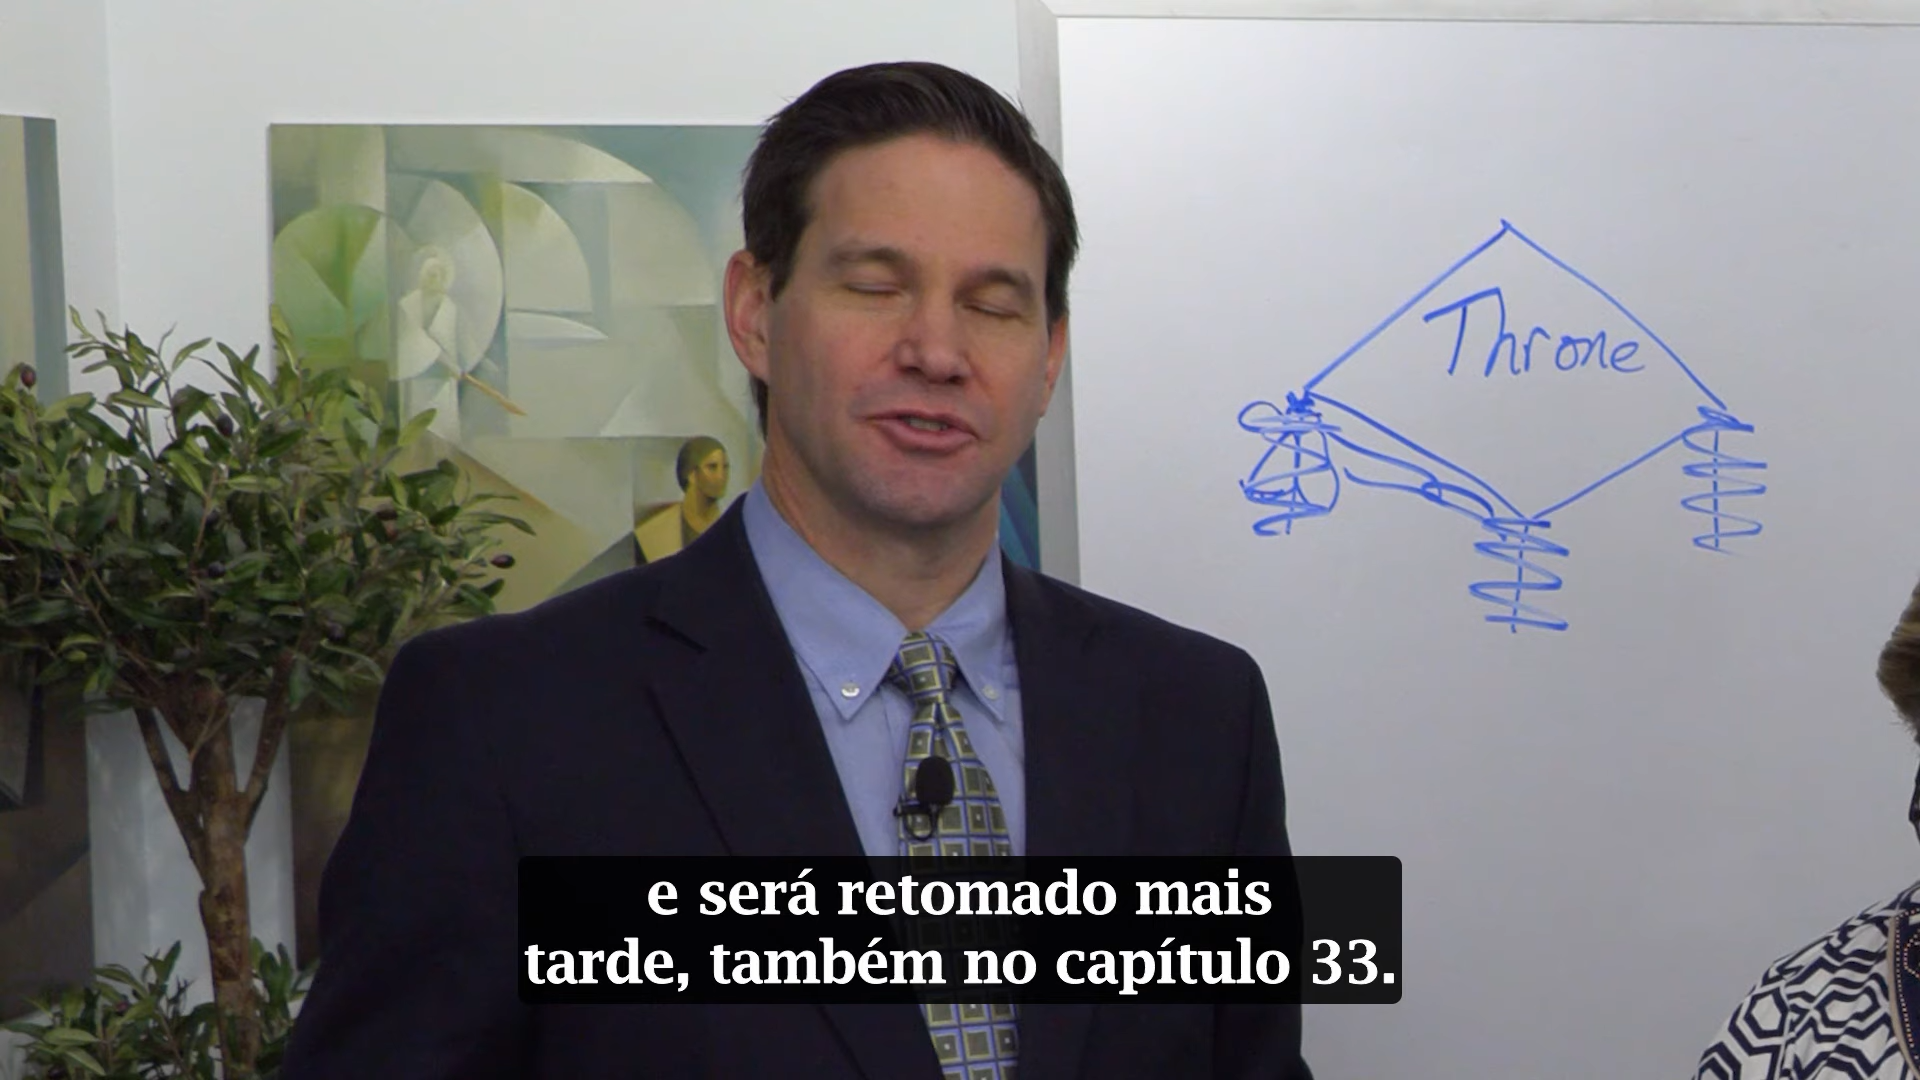 Throne
e será retomado mais
tarde, também no capítulo 33.